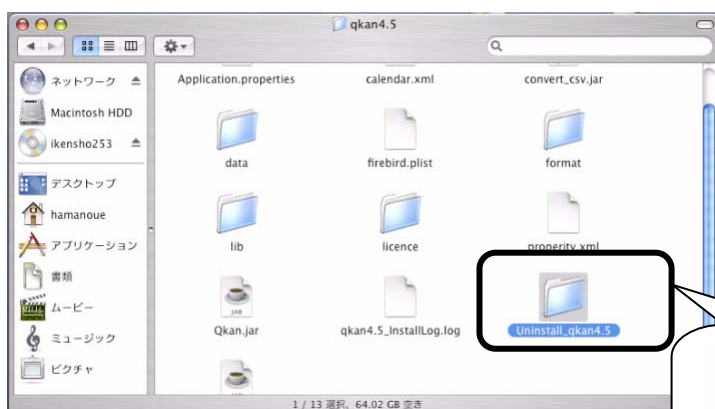 qkan4.5
ネットワーク
Macintosh HDD
ikensho253
デスクトップ
hamanoue
アプリケーション
書類
ムービー
ミュージック
ピクチャ
Application.properties
calendar.xml
convert_csv.jar
data
firebird.plist
format
lib
licence
property.xml
JAR
Qkan.jar
qkan4.5_InstallLog.log
Uninstall_qkan4.5
1 / 13 選択、64.02 GB 空き